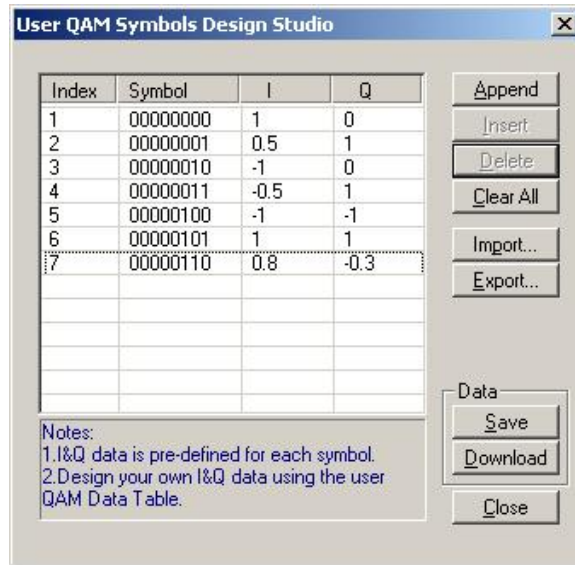 User QAM Symbols Design Studio
Index Symbol I Q
1 00000000 1 0
2 00000001 0.5 1
3 00000010 -1 0
4 00000011 -0.5 1
5 00000100 -1 -1
6 00000101 1 1
7 00000110 0.8 -0.3
Notes:
1.I&Q data is pre-defined for each symbol.
2.Design your own I&Q data using the user
QAM Data Table.
Append
Insert
Delete
Clear All
Import...
Export...
Data
Save
Download
Close